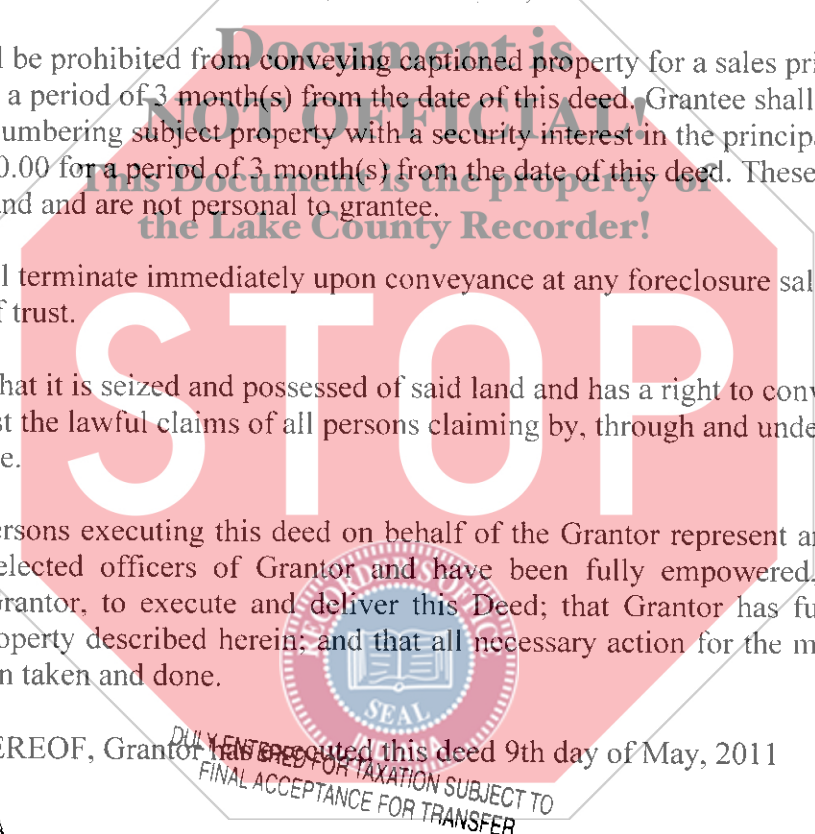 Document is
l be prohibited from conveying captioned property for a sales pri
a period of 3 month(s) from the date of this deed. Grantee shall
NOT OFFICIAL!
umbering subject property with a security interest in the principa
0.00 for a period of 3 month(s) from the date of this deed. These
This Document is the property of
nd and are not personal to grantee.
the Lake County Recorder!
l terminate immediately upon conveyance at any foreclosure sal
f trust.
STOP
hat it is seized and possessed of said land and has a right to conv
st the lawful claims of all persons claiming by, through and unde
e.
ersons executing this deed on behalf of the Grantor represent a
elected officers of Grantor and have been fully empowered,
Grantor, to execute and deliver this Deed; that Grantor has fu
operty described herein; and that all necessary action for the m
n taken and done.
SEAL
EREOF, Grantor has executed this deed 9th day of May, 2011
DULY ENTERED FOR TAXATION SUBJECT TO
FINAL ACCEPTANCE FOR TRANSFER